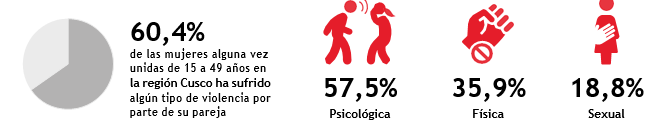 60,4%
de las mujeres alguna vez
unidas de 15 a 49 años en
la región Cusco ha sufrido
algún tipo de violencia por
parte de su pareja
57,5%
Psicológica
35,9%
Física
18,8%
Sexual